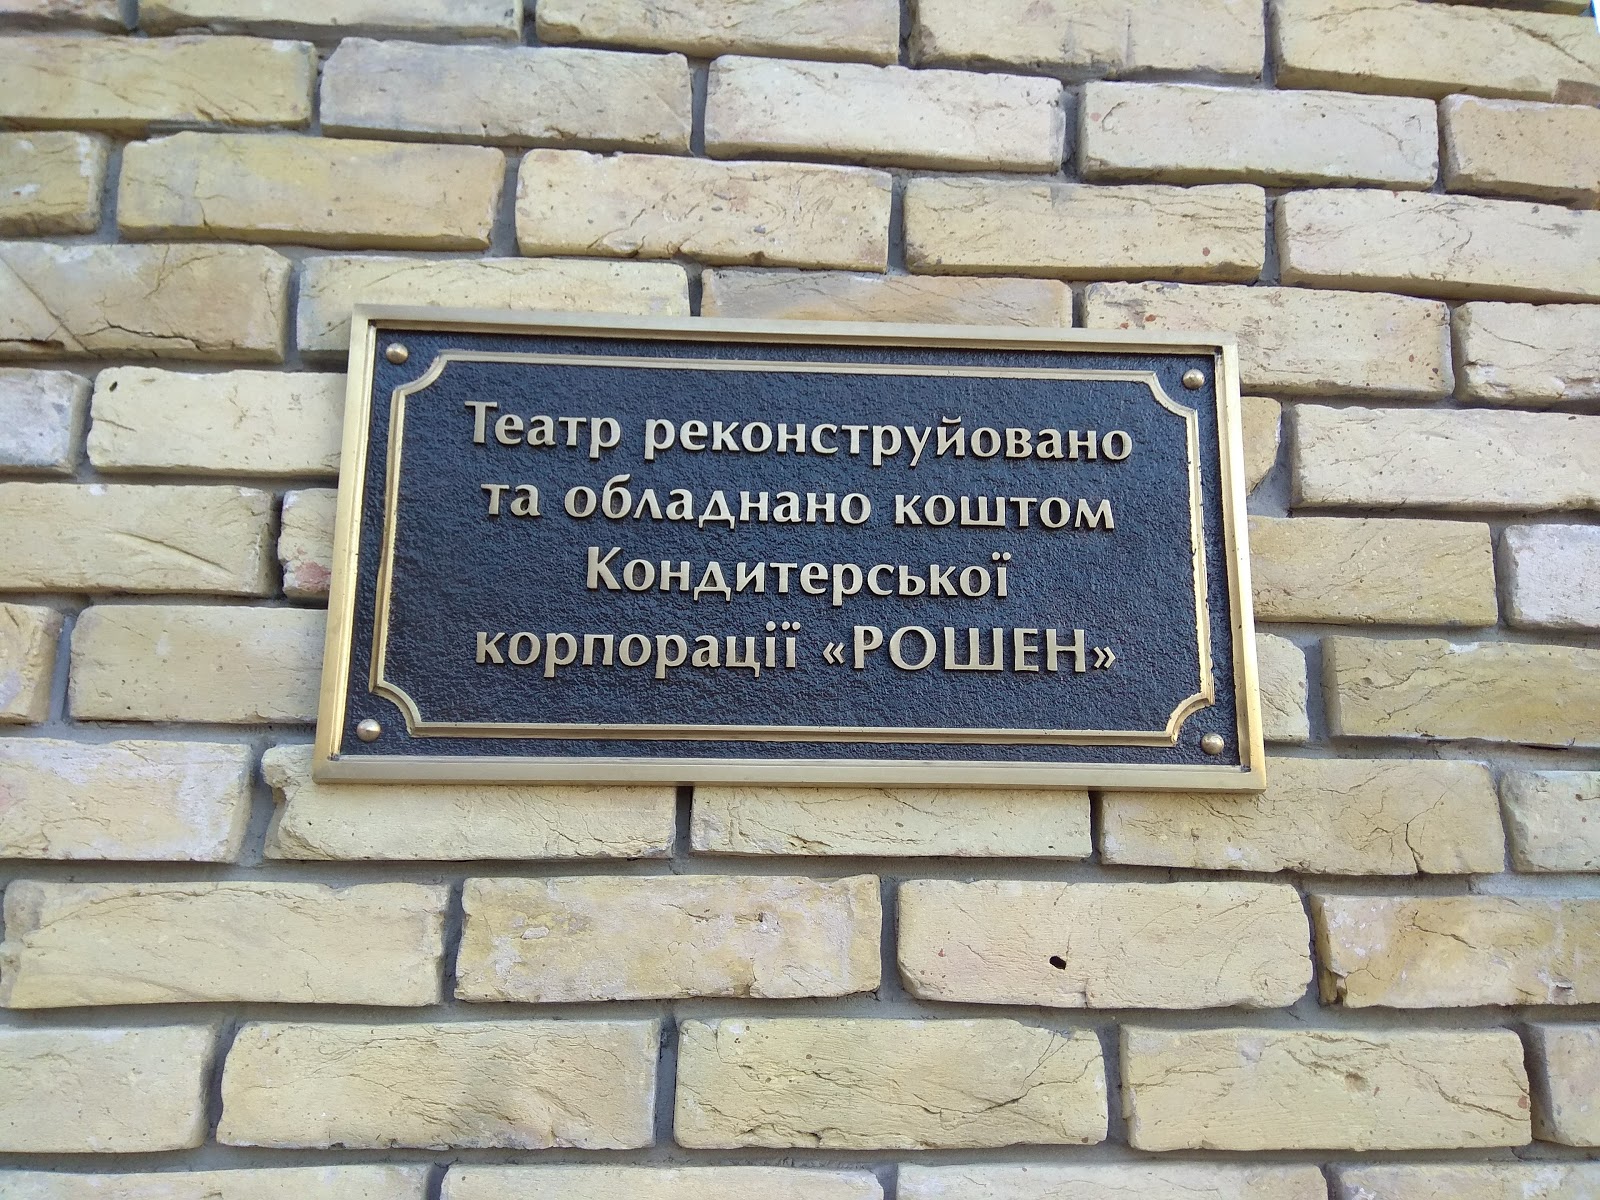 Театр реконструйовано
та обладнано коштом
Кондитерської
корпорації «РОШЕН»